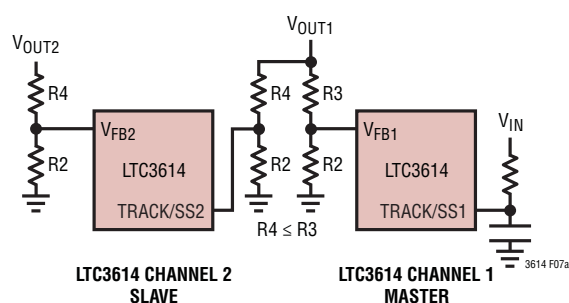 VOUT2
VOUT1
R4
R4
R3
VIN
VFB2
VFB1
R2
LTC3614
R2
R2
LTC3614
TRACK/SS2
TRACK/SS1
R4 ≤ R3
3614 F07a
LTC3614 CHANNEL 2
SLAVE
LTC3614 CHANNEL 1
MASTER